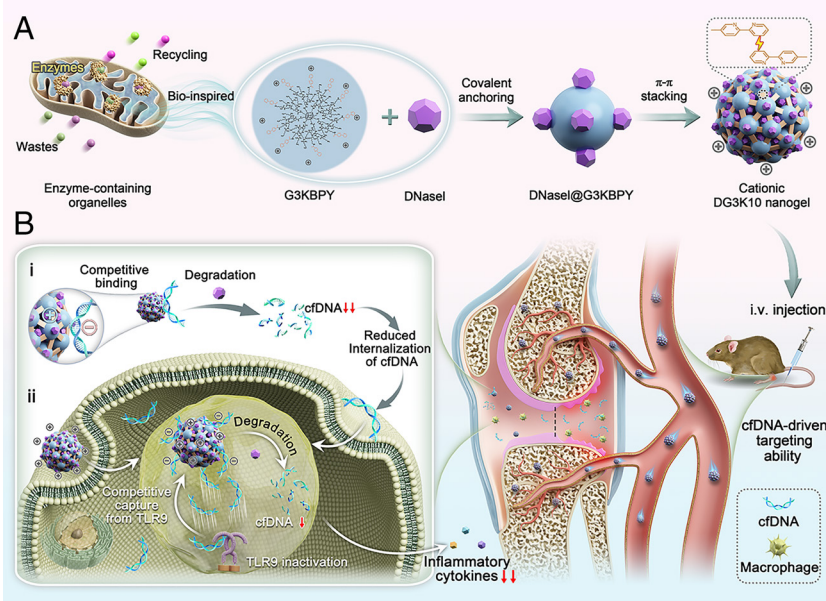 A
Enzymes
Recycling
Wastes
Bio-inspired
Enzyme-containing
organelles
G3KBPY
+
DNaseI
Covalent
anchoring
DNaseI@G3KBPY
π-π
stacking
Cationic
DG3K10 nanogel
B
i
Competitive
binding
Degradation
cfDNA↓↓
Reduced
Internalization
of cfDNA
ii
Degradation
Competitive
capture
from TLR9
cfDNA↓
TLR9 inactivation
Inflammatory
cytokines↓↓
i.v. injection
cfDNA-driven
targeting
ability
cfDNA
Macrophage